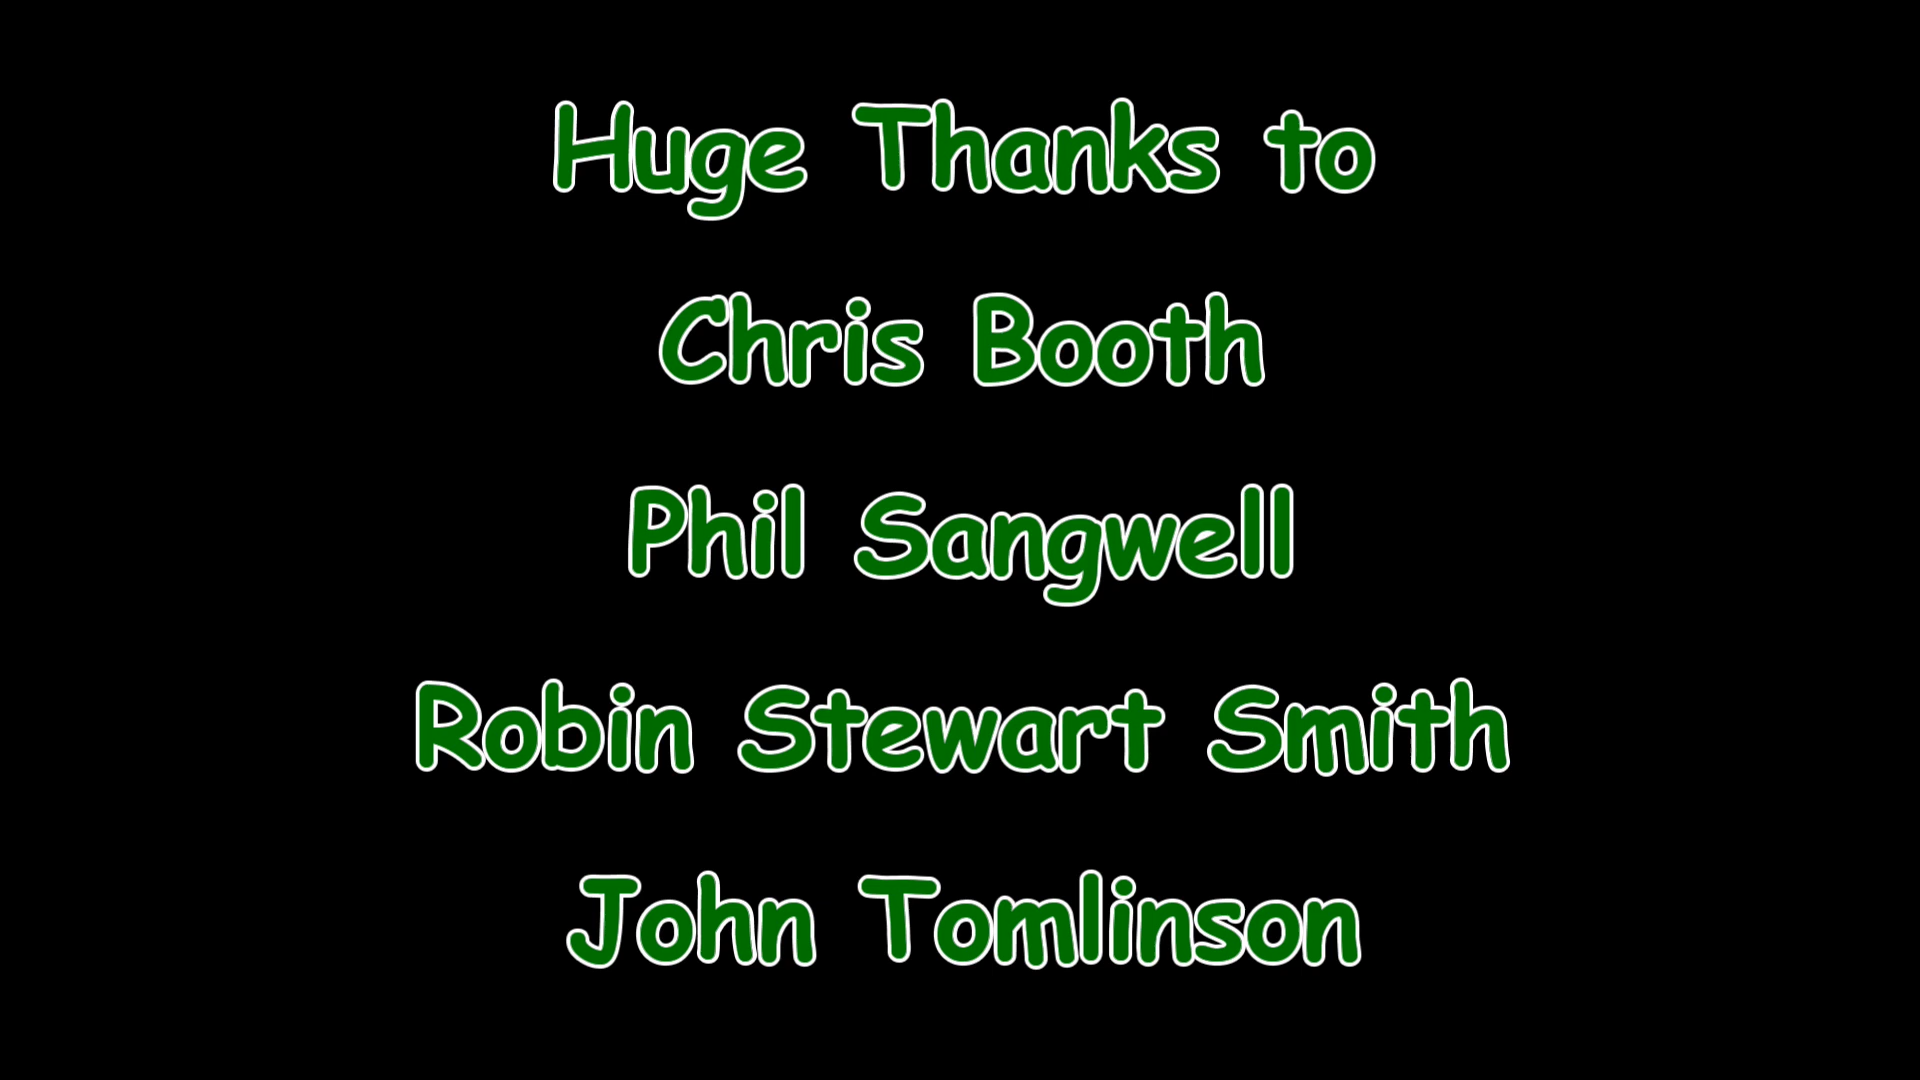 Huge Thanks to
Chris Booth
Phil Sangwell
Robin Stewart Smith
John Tomlinson